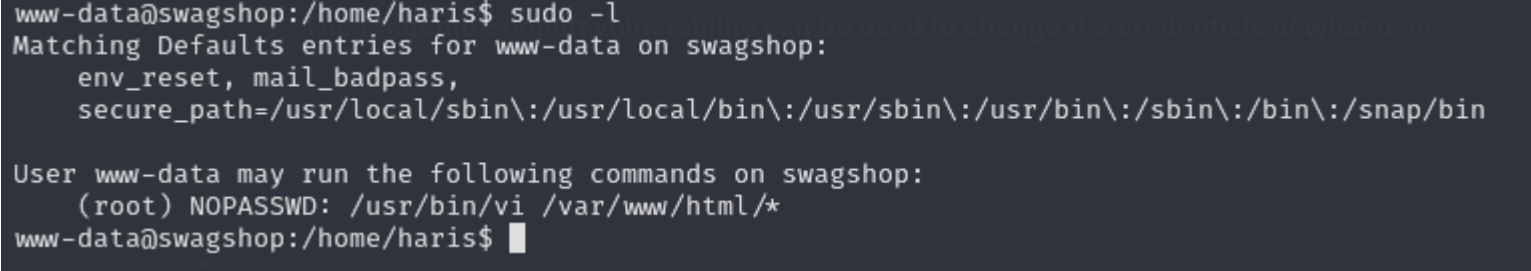 www-data@swagshop:/home/haris$ sudo -l
Matching Defaults entries for www-data on swagshop:
    env_reset, mail_badpass,
    secure_path=/usr/local/sbin\:/usr/local/bin\:/usr/sbin\:/usr/bin\:/sbin\:/bin\:/snap/bin

User www-data may run the following commands on swagshop:
    (root) NOPASSWD: /usr/bin/vi /var/www/html/*
www-data@swagshop:/home/haris$